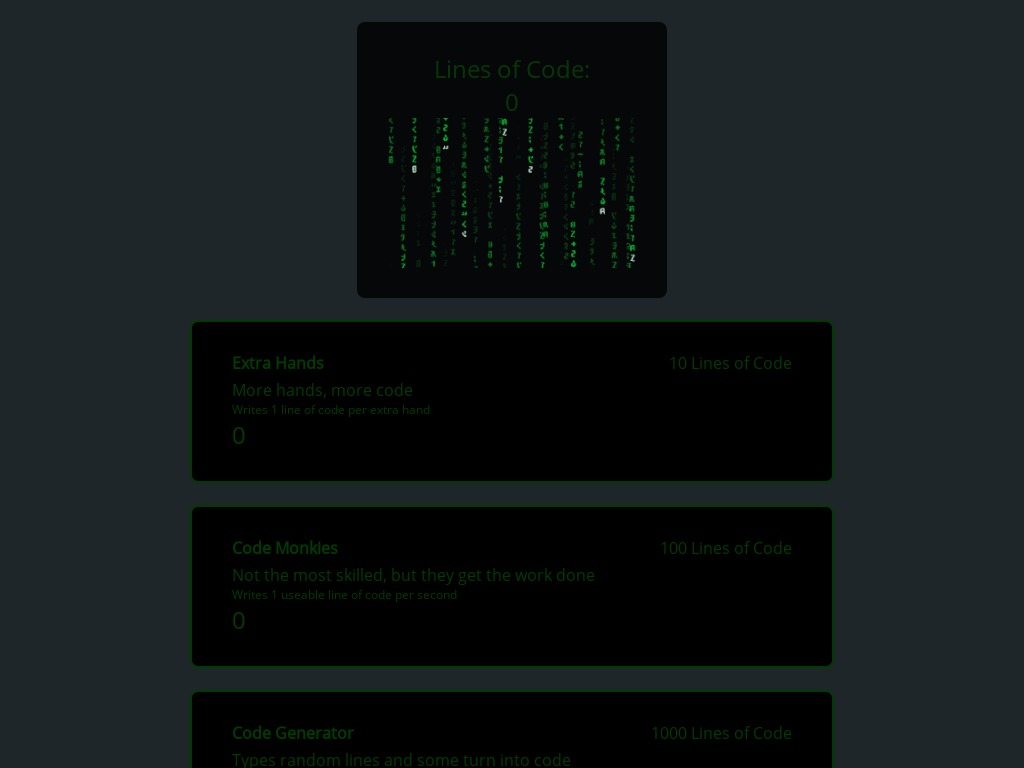 Lines of Code:
0
Extra Hands
10 Lines of Code
More hands, more code
Writes 1 line of code per extra hand
0
Code Monkies
100 Lines of Code
Not the most skilled, but they get the work done
Writes 1 useable line of code per second
0
Code Generator
1000 Lines of Code
Types random lines and some turn into code